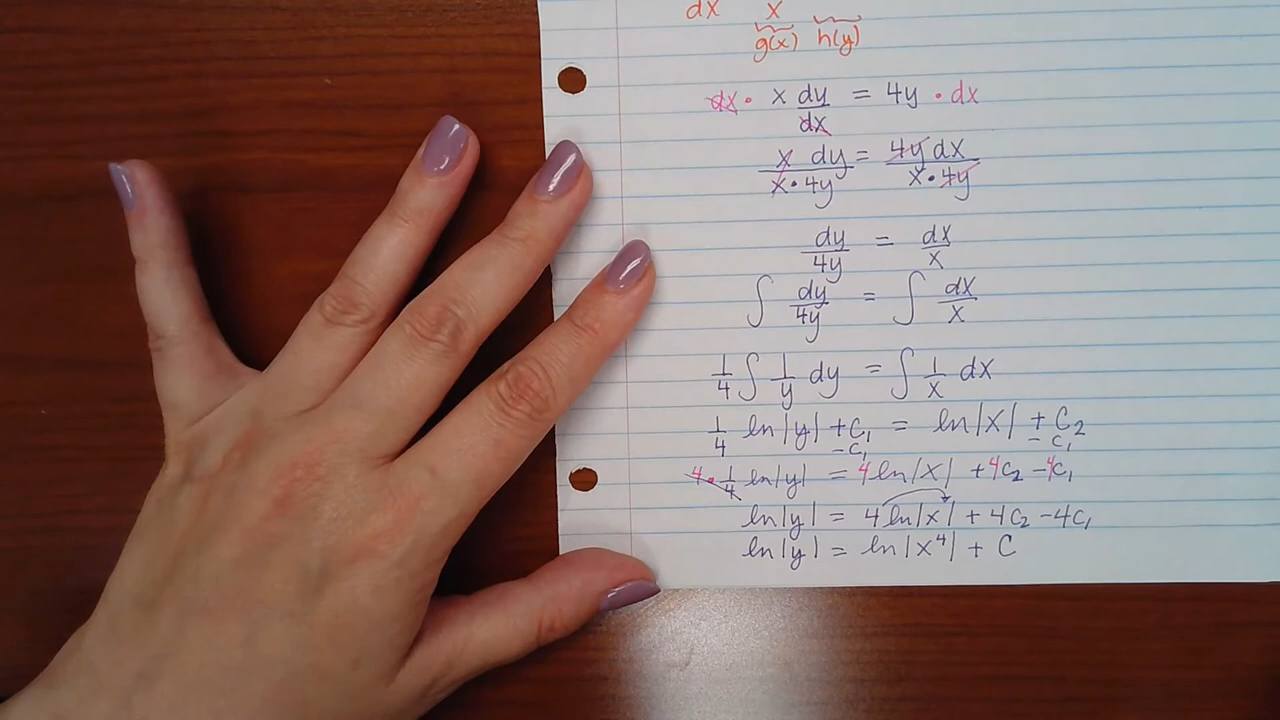 dx x
g(x) h(y)
dx • x dy/dx = 4y • dx
x dy/x • 4y = 4y dx/x • 4y
dy/4y = dx/x
∫ dy/4y = ∫ dx/x
1/4 ∫ 1/y dy = ∫ 1/x dx
1/4 ln|y| + C₁ = ln|x| + C₂
- C₁ - C₁
4 • 1/4 ln|y| = 4 ln|x| + 4C₂ - 4C₁
ln|y| = 4 ln|x| + 4C₂ - 4C₁
ln|y| = ln|x⁴| + C